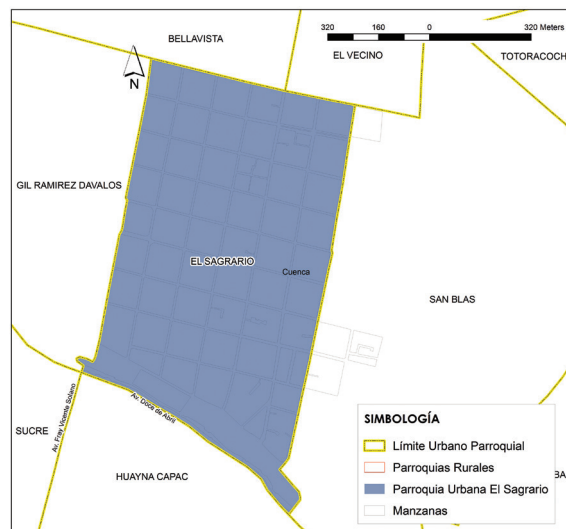 BELLAVISTA
320 160 0 320 Meters
EL VECINO
TOTORACOCH
N
GIL RAMIREZ DAVALOS
EL SAGRARIO
Cuenca
SAN BLAS
Av. Fray Vicente Solano
Av. Doce de Abril
SUCRE
HUAYNA CAPAC
SIMBOLOGÍA
Límite Urbano Parroquial
Parroquias Rurales
Parroquia Urbana El Sagrario
BA
Manzanas